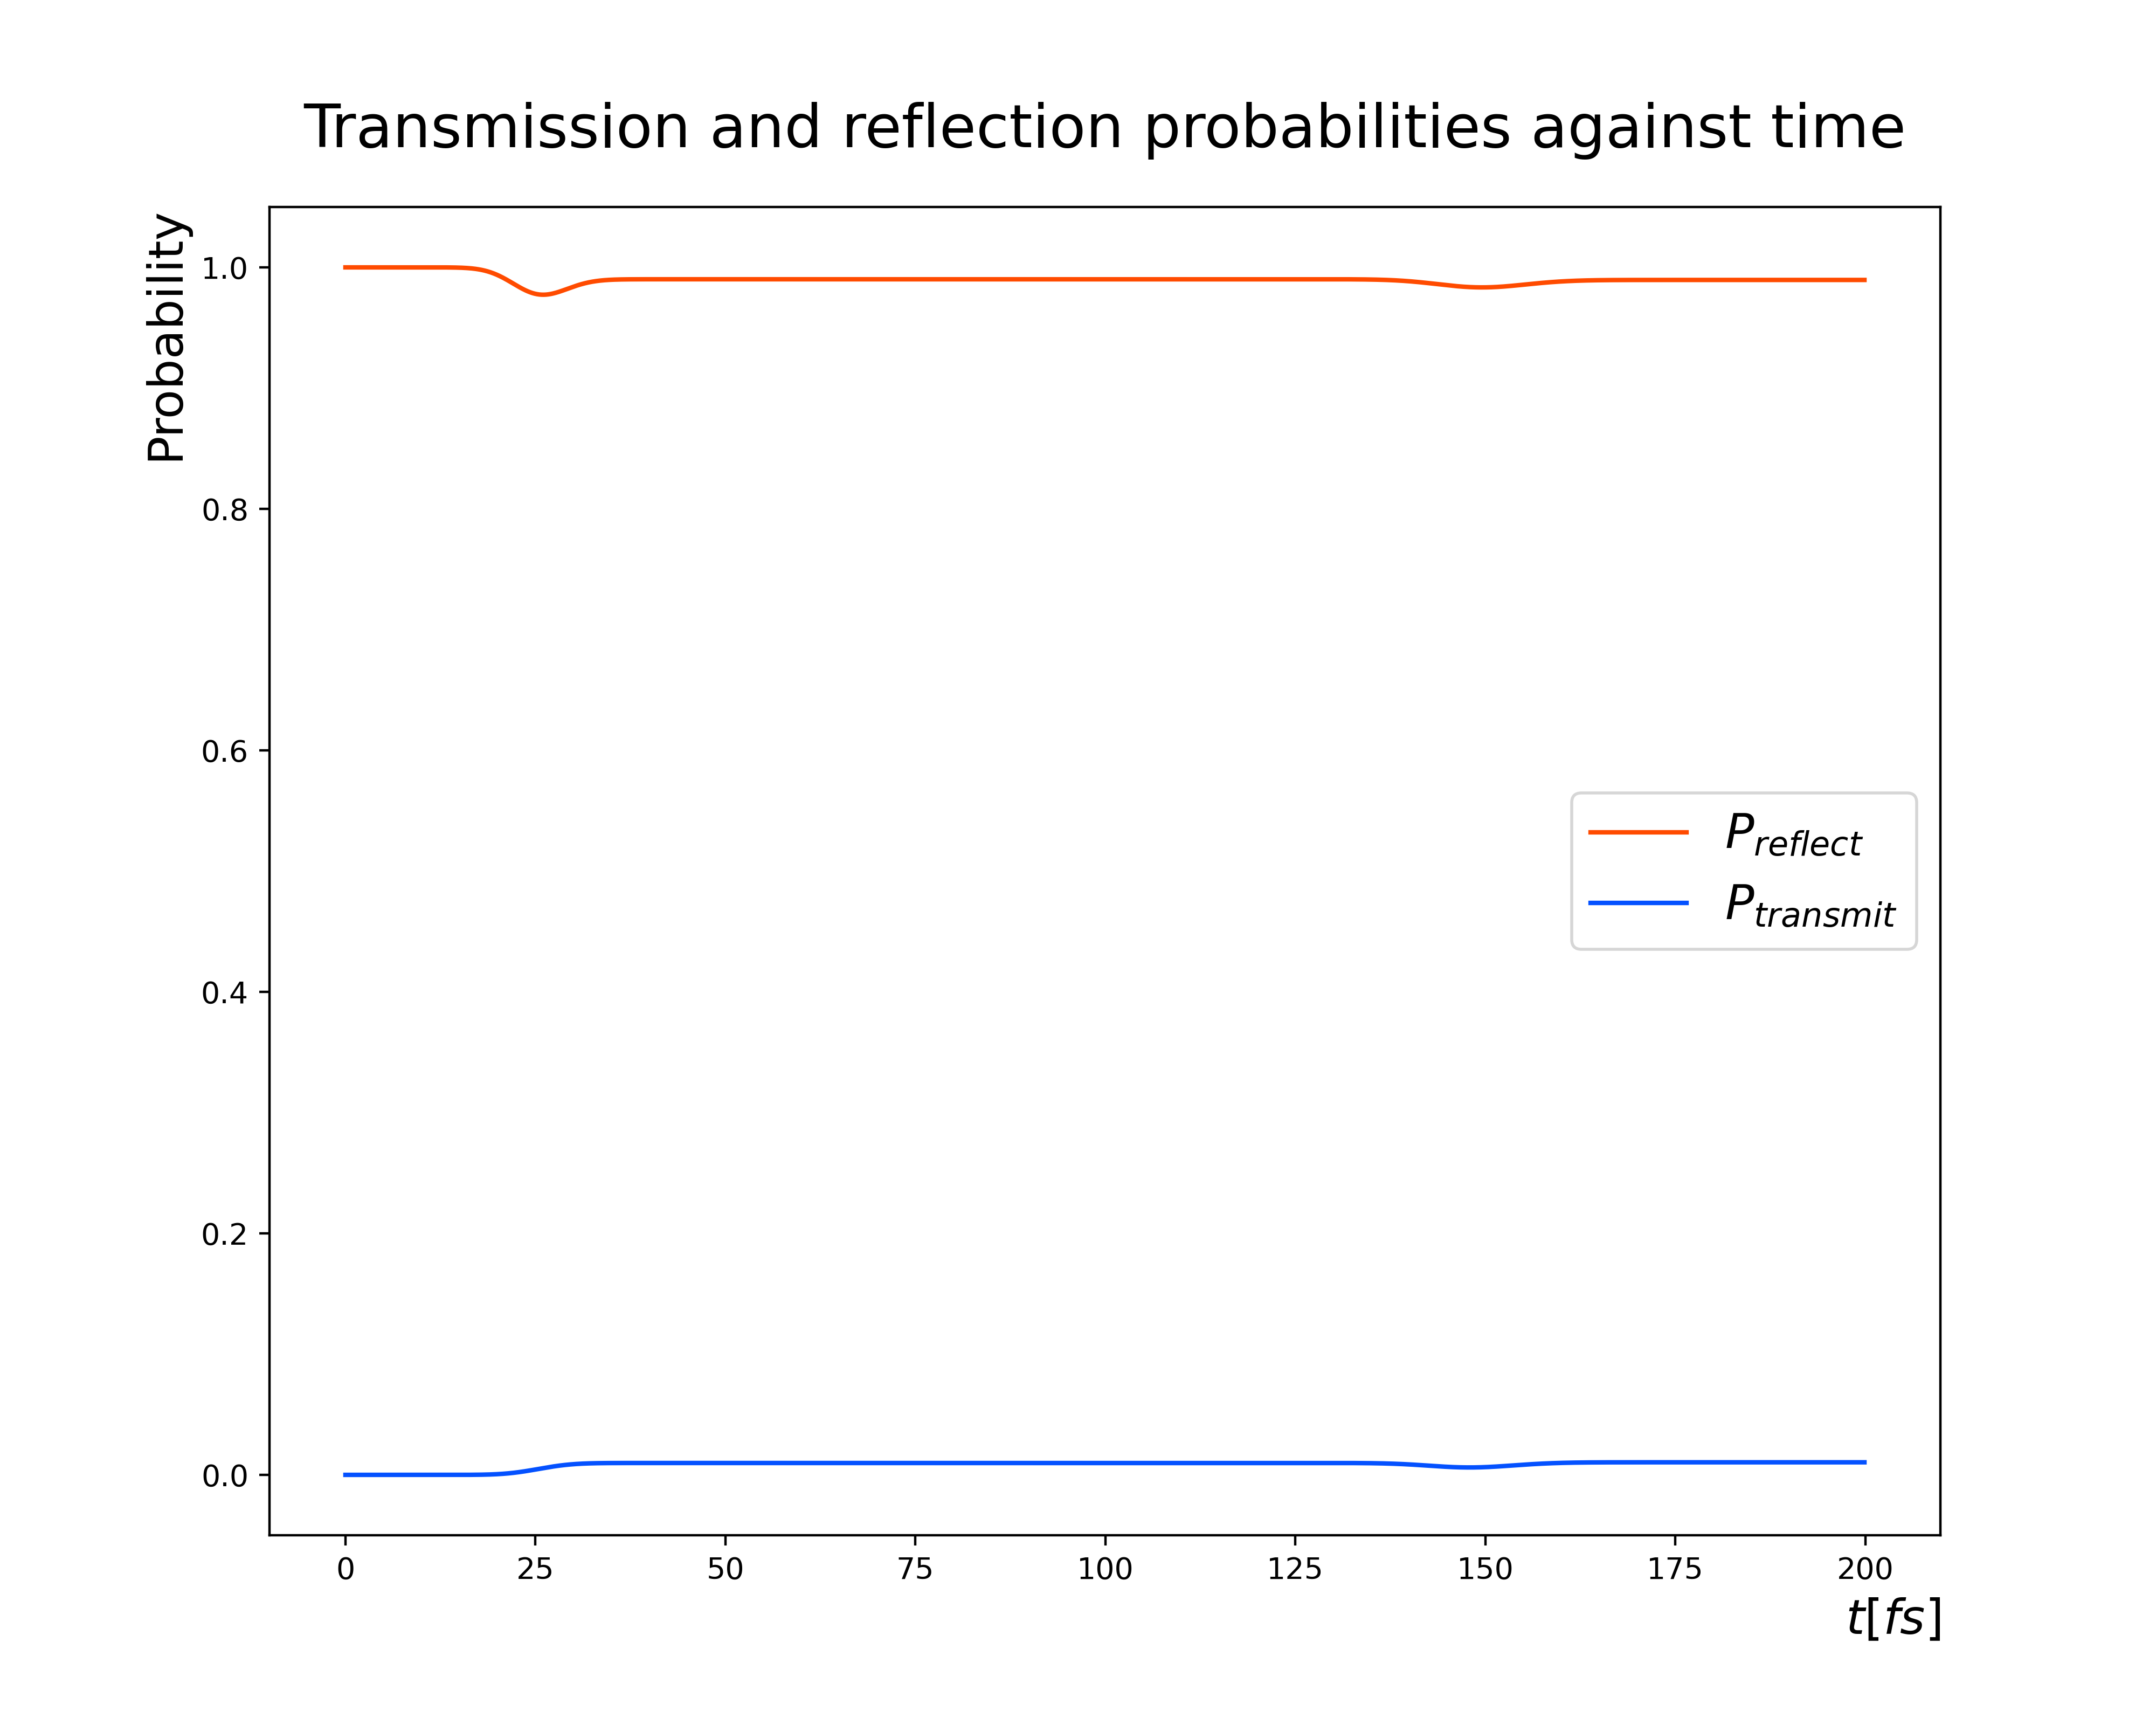 Transmission and reflection probabilities against time
Probability
1.0
0.8
0.6
0.4
0.2
0.0
P_reflect
P_transmit
0 25 50 75 100 125 150 175 200
t[fs]